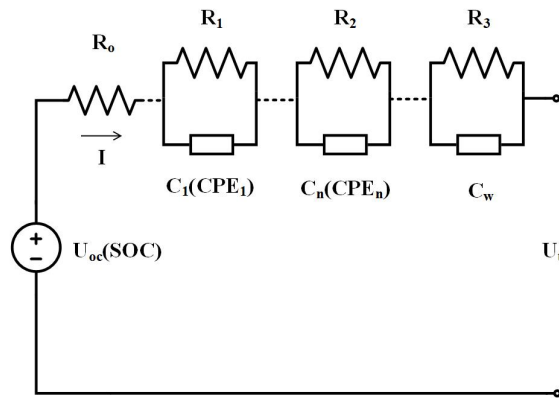 R₁ R₂ R₃
Rₒ
I
C₁(CPE₁) Cₙ(CPEₙ) C_w
+
−
Uₒc(SOC)